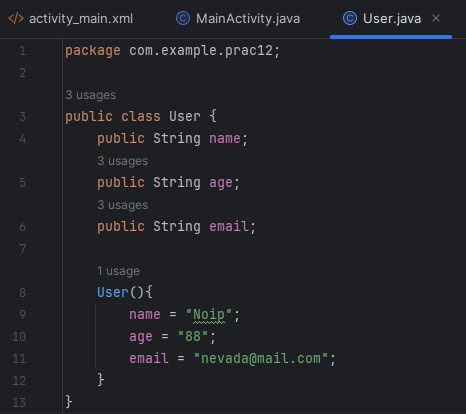 activity_main.xml MainActivity.java User.java
1 package com.example.prac12;
2
3 usages
3 public class User {
4 public String name;
3 usages
5 public String age;
3 usages
6 public String email;
7
1 usage
8 User(){
9 name = "Noip";
10 age = "88";
11 email = "nevada@mail.com";
12 }
13 }